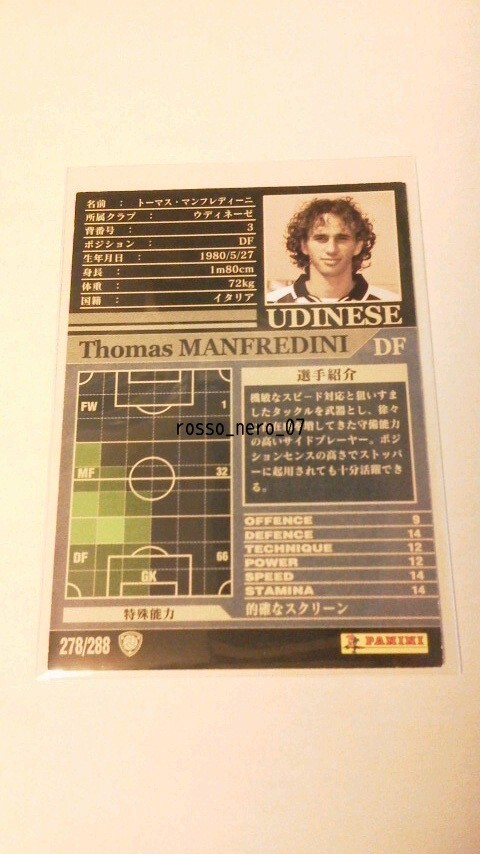 名前 ： トーマス・マンフレディーニ
所属クラブ ： ウディネーゼ
背番号 ： 3
ポジション ： DF
生年月日 ： 1980/5/27
身長 ： 1m80cm
体重 ： 72kg
国籍 ： イタリア
UDINESE
Thomas MANFREDINI DF
FW 1
MF 32
DF 66
GK
選手紹介
機敏なスピード対応と狙いすま
したタックルを武器とし、徐々
増してきた守備能力
の高いサイドプレーヤー。ポジ
ションセンスの高さでストッパ
ーに起用されても十分活躍でき
る。
rosso_nero_07
OFFENCE 9
DEFENCE 14
TECHNIQUE 12
POWER 12
SPEED 14
STAMINA 14
特殊能力 的確なスクリーン
278/288
PANINI